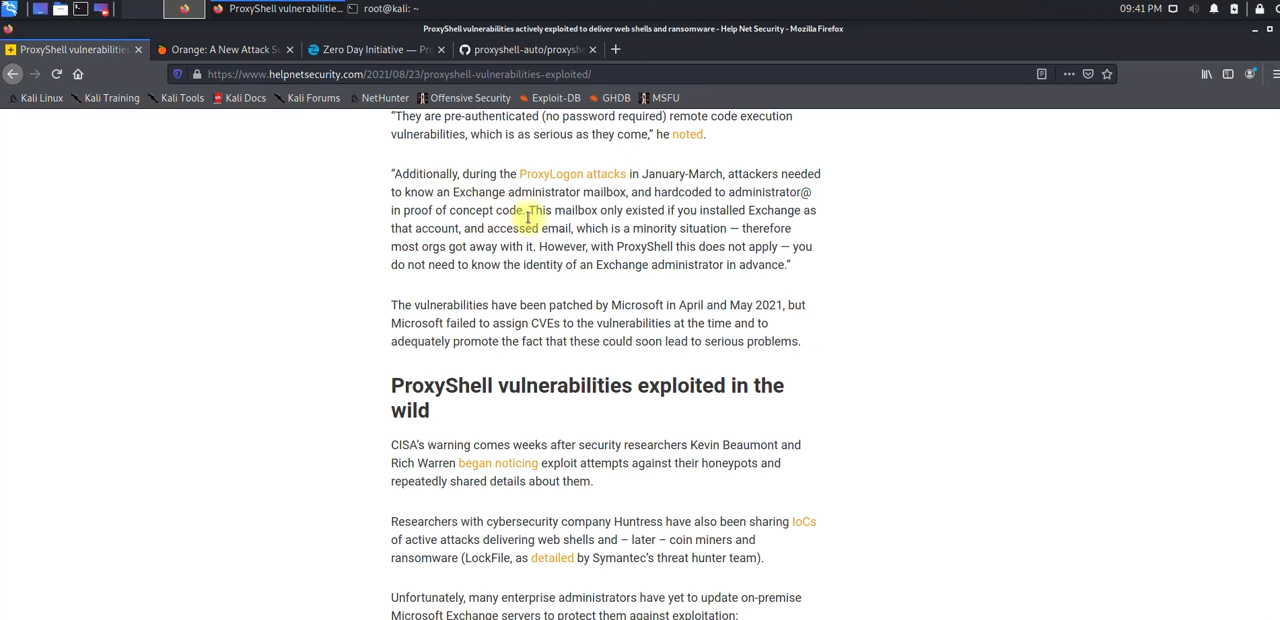 ProxyShell vulnerabilitie...
root@kali: ~
09:41 PM
ProxyShell vulnerabilities actively exploited to deliver web shells and ransomware - Help Net Security - Mozilla Firefox
ProxyShell vulnerabilities
Orange: A New Attack Su
Zero Day Initiative — Pro
proxyshell-auto/proxysh
https://www.helpnetsecurity.com/2021/08/23/proxyshell-vulnerabilities-exploited/
Kali Linux
Kali Training
Kali Tools
Kali Docs
Kali Forums
NetHunter
Offensive Security
Exploit-DB
GHDB
MSFU
“They are pre-authenticated (no password required) remote code execution
vulnerabilities, which is as serious as they come,” he noted.
“Additionally, during the ProxyLogon attacks in January-March, attackers needed
to know an Exchange administrator mailbox, and hardcoded to administrator@
in proof of concept code. This mailbox only existed if you installed Exchange as
that account, and accessed email, which is a minority situation — therefore
most orgs got away with it. However, with ProxyShell this does not apply — you
do not need to know the identity of an Exchange administrator in advance.”
The vulnerabilities have been patched by Microsoft in April and May 2021, but
Microsoft failed to assign CVEs to the vulnerabilities at the time and to
adequately promote the fact that these could soon lead to serious problems.
ProxyShell vulnerabilities exploited in the
wild
CISA’s warning comes weeks after security researchers Kevin Beaumont and
Rich Warren began noticing exploit attempts against their honeypots and
repeatedly shared details about them.
Researchers with cybersecurity company Huntress have also been sharing IoCs
of active attacks delivering web shells and – later – coin miners and
ransomware (LockFile, as detailed by Symantec’s threat hunter team).
Unfortunately, many enterprise administrators have yet to update on-premise
Microsoft Exchange servers to protect them against exploitation: